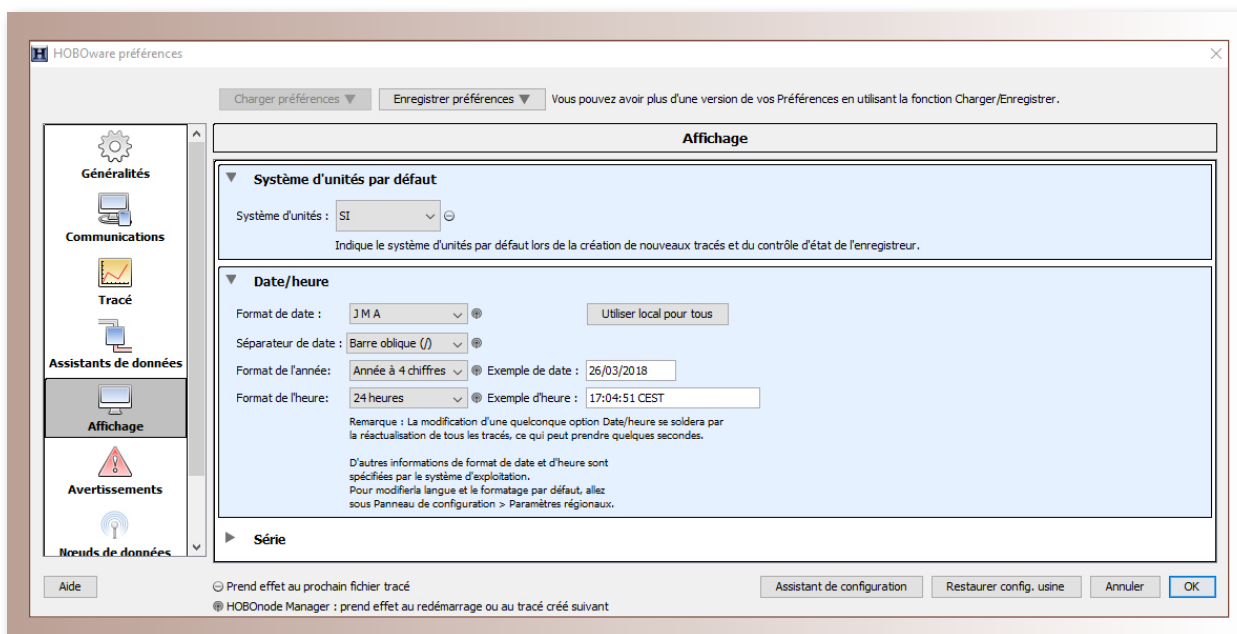 HOBOware préférences
Charger préférences Enregistrer préférences Vous pouvez avoir plus d'une version de vos Préférences en utilisant la fonction Charger/Enregistrer.
Généralités
Communications
Tracé
Assistants de données
Affichage
Avertissements
Nœuds de données
Affichage
Système d'unités par défaut
Système d'unités : SI
Indique le système d'unités par défaut lors de la création de nouveaux tracés et du contrôle d'état de l'enregistreur.
Date/heure
Format de date : J M A Utiliser local pour tous
Séparateur de date : Barre oblique (/)
Format de l'année: Année à 4 chiffres Exemple de date : 26/03/2018
Format de l'heure: 24 heures Exemple d'heure : 17:04:51 CEST
Remarque : La modification d'une quelconque option Date/heure se soldera par
la réactualisation de tous les tracés, ce qui peut prendre quelques secondes.
D'autres informations de format de date et d'heure sont
spécifiées par le système d'exploitation.
Pour modifierla langue et le formatage par défaut, allez
sous Panneau de configuration > Paramètres régionaux.
Série
Aide
Prend effet au prochain fichier tracé
HOBOnode Manager : prend effet au redémarrage ou au tracé créé suivant
Assistant de configuration Restaurer config. usine Annuler OK